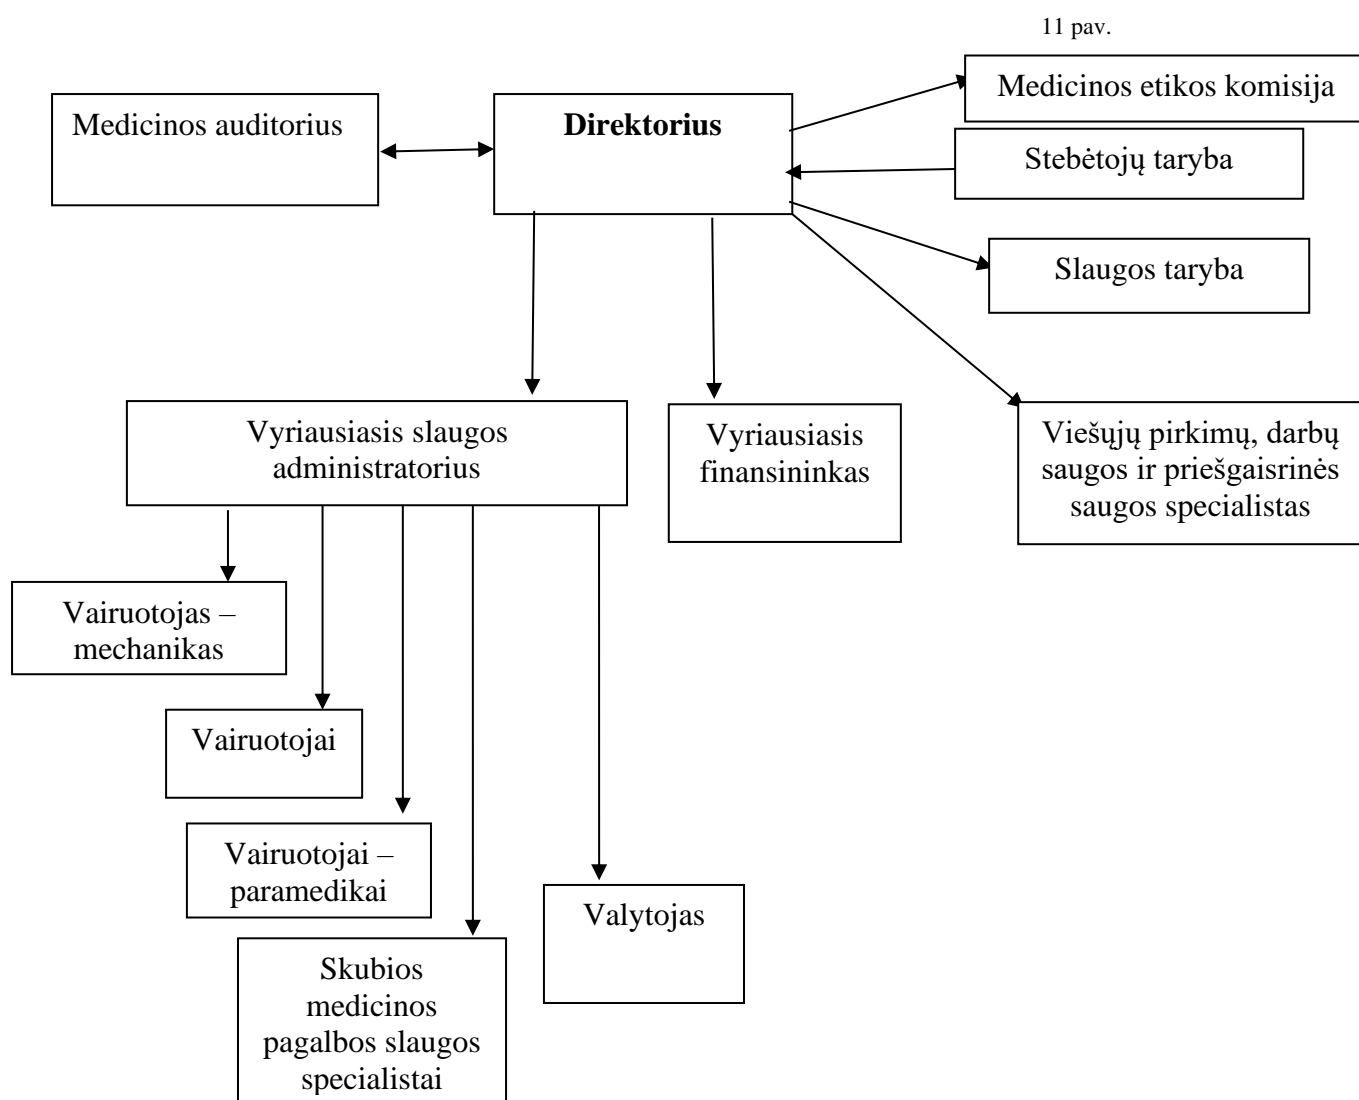 11 pav.
Medicinos etikos komisija
Medicinos auditorius
Direktorius
Stebėtojų taryba
Slaugos taryba
Vyriausiasis slaugos
administratorius
Vyriausiasis
finansininkas
Viešųjų pirkimų, darbų
saugos ir priešgaisrinės
saugos specialistas
Vairuotojas –
mechanikas
Vairuotojai
Vairuotojai –
paramedikai
Valytojas
Skubios
medicinos
pagalbos slaugos
specialistai